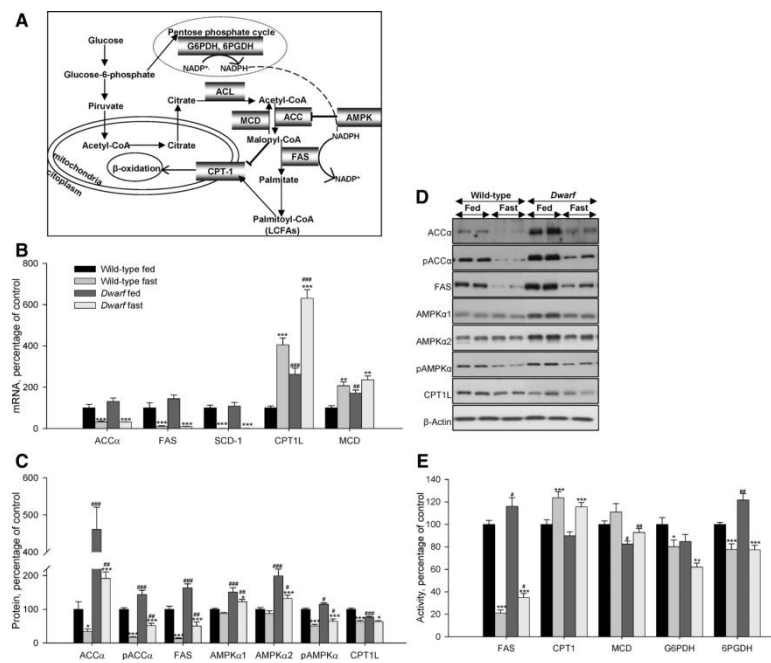 A
Glucose
Glucose-6-phosphate
Piruvate
Acetyl-CoA
Citrate
Citrate
mitochondria
citoplasm
β-oxidation
Pentose phosphate cycle
G6PDH, 6PGDH
NADP⁺
NADPH
ACL
Acetyl-CoA
MCD
ACC
AMPK
Malonyl-CoA
NADPH
FAS
NADP⁺
CPT-1
Palmitate
Palmitoyl-CoA
(LCFAs)
B
mRNA, percentage of control
800
600
400
200
0
Wild-type fed
Wild-type fast
Dwarf fed
Dwarf fast
***
***
***
***
***
***
***
###
###
***
**
##
**
ACCα
FAS
SCD-1
CPT1L
MCD
C
Protein, percentage of control
600
500
400
200
100
0
*
###
##
***
***
###
##
***
***
###
##
***
###
##
*
###
#
***
***
#
#
***
***
###
*
ACCα
pACCα
FAS
AMPKα1
AMPKα2
pAMPKα
CPT1L
D
Wild-type
Dwarf
Fed
Fast
Fed
Fast
ACCα
pACCα
FAS
AMPKα1
AMPKα2
pAMPKα
CPT1L
β-Actin
E
Activity, percentage of control
140
120
100
80
60
40
20
0
***
#
#
***
***
***
#
##
*
***
##
***
FAS
CPT1
MCD
G6PDH
6PGDH